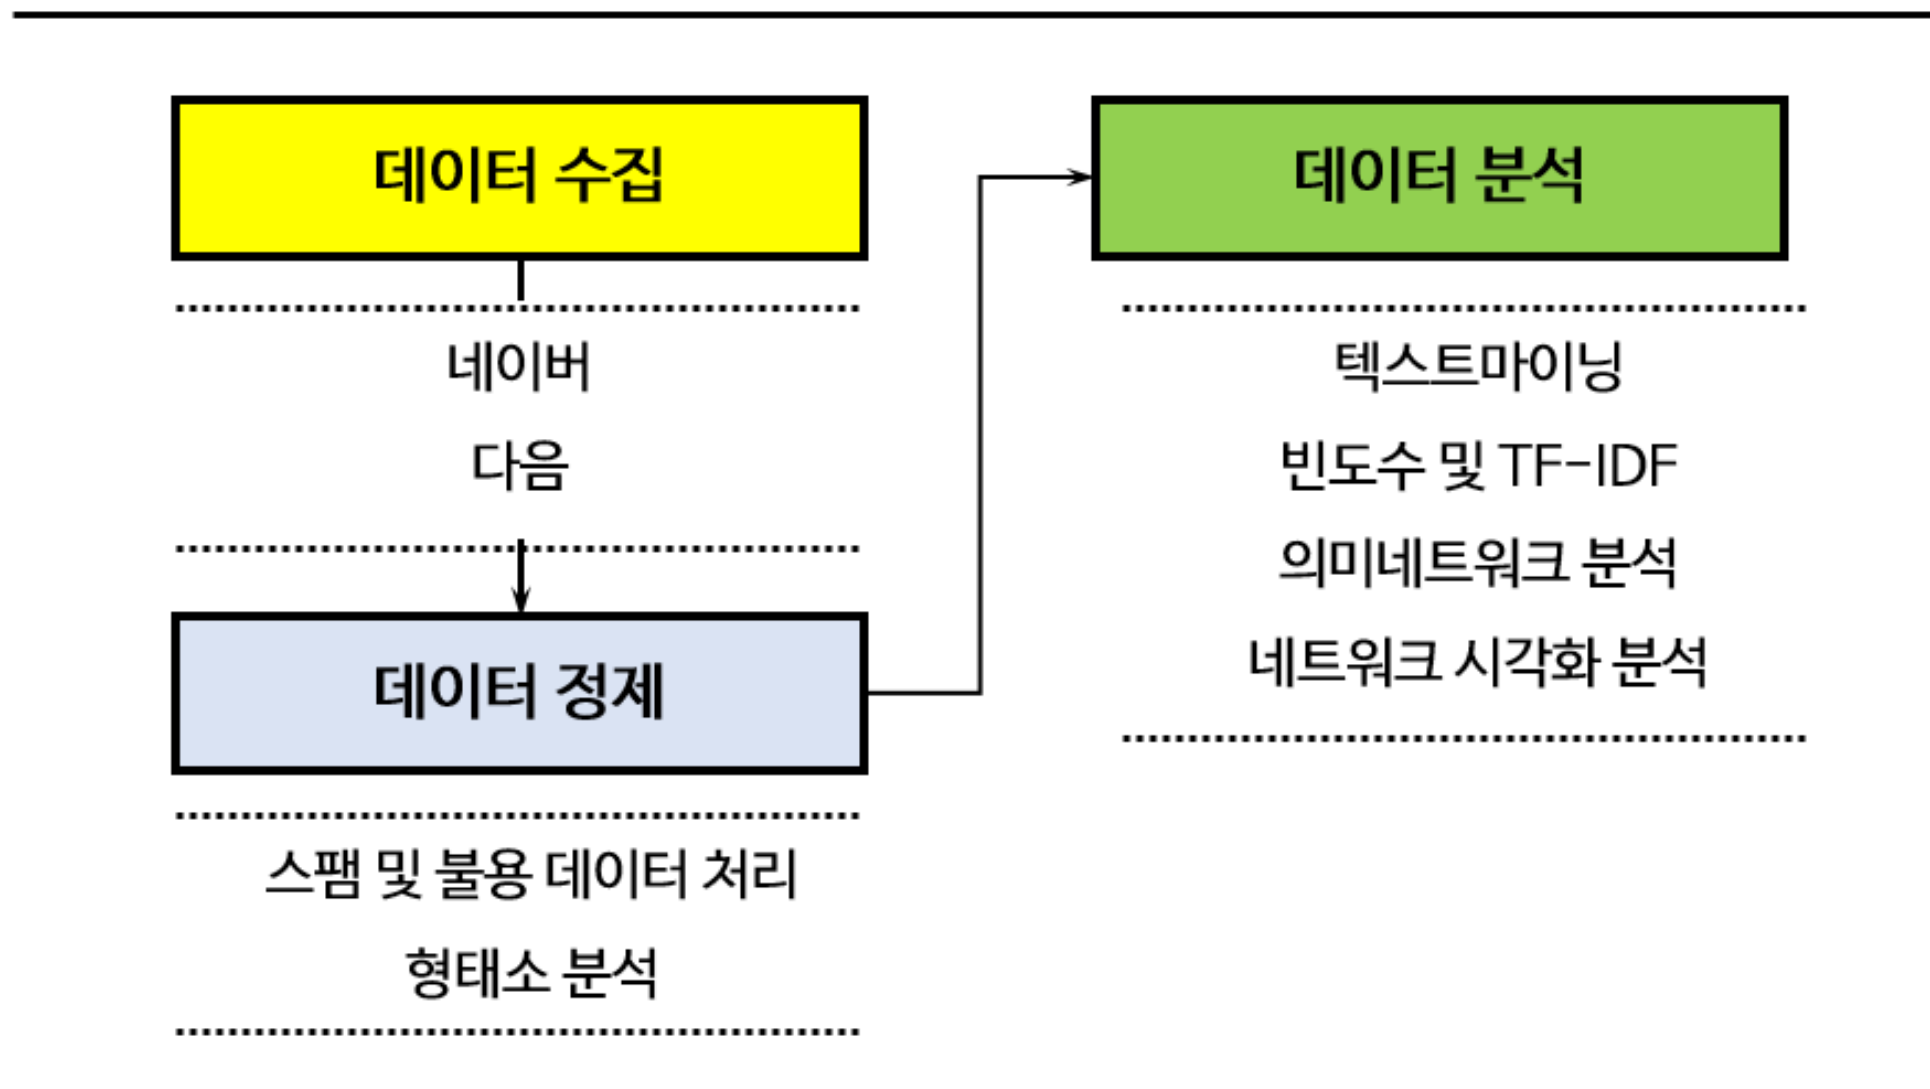 데이터 수집
네이버
다음
데이터 정제
스팸 및 불용 데이터 처리
형태소 분석
데이터 분석
텍스트마이닝
빈도수 및 TF-IDF
의미네트워크 분석
네트워크 시각화 분석